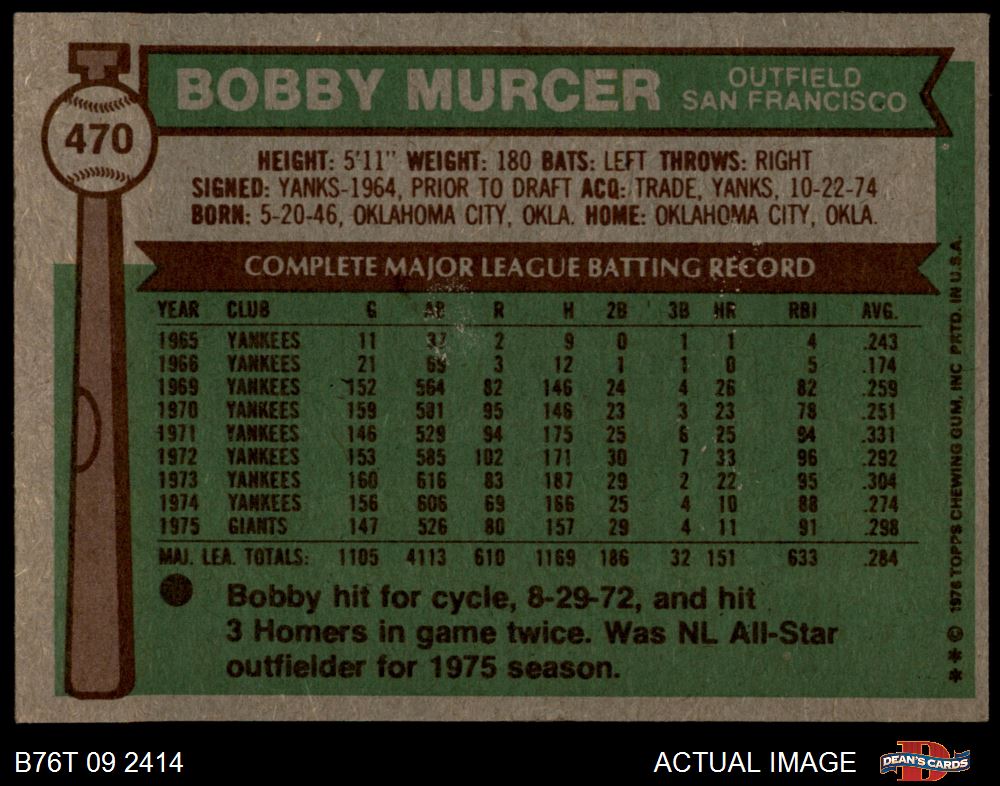 BOBBY MURCER
OUTFIELD
SAN FRANCISCO
470
HEIGHT: 5'11" WEIGHT: 180 BATS: LEFT THROWS: RIGHT
SIGNED: YANKS-1964, PRIOR TO DRAFT ACQ: TRADE, YANKS, 10-22-74
BORN: 5-20-46, OKLAHOMA CITY, OKLA. HOME: OKLAHOMA CITY, OKLA.
COMPLETE MAJOR LEAGUE BATTING RECORD
YEAR CLUB G AB R H 2B 3B HR RBI AVG.
1965 YANKEES 11 37 2 9 0 1 1 4 .243
1966 YANKEES 21 69 3 12 1 1 0 5 .174
1969 YANKEES 152 564 82 146 24 4 26 82 .259
1970 YANKEES 159 581 95 146 23 3 23 78 .251
1971 YANKEES 146 529 94 175 25 6 25 94 .331
1972 YANKEES 153 585 102 171 30 7 33 96 .292
1973 YANKEES 160 616 83 187 29 2 22 95 .304
1974 YANKEES 156 606 69 166 25 4 10 88 .274
1975 GIANTS 147 526 80 157 29 4 11 91 .298
MAJ. LEA. TOTALS: 1105 4113 610 1169 186 32 151 633 .284
Bobby hit for cycle, 8-29-72, and hit
3 Homers in game twice. Was NL All-Star
outfielder for 1975 season.
* * © 1976 TOPPS CHEWING GUM, INC PRTD. IN U.S.A.
B76T 09 2414
ACTUAL IMAGE
DEAN'S CARDS